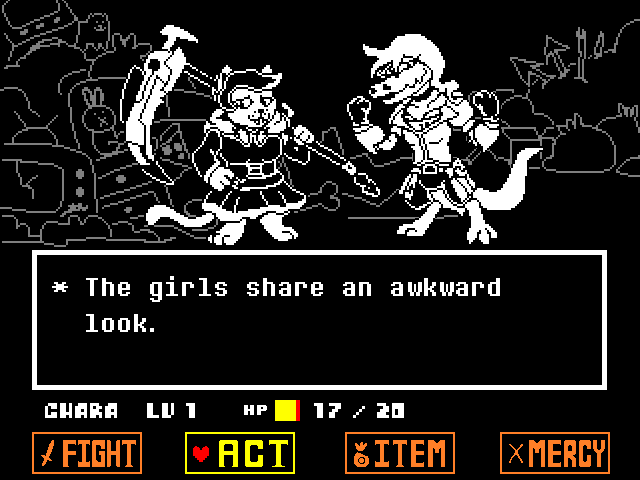 * The girls share an awkward
look.
CHARA LV 1 HP 17 / 20
FIGHT ACT ITEM MERCY